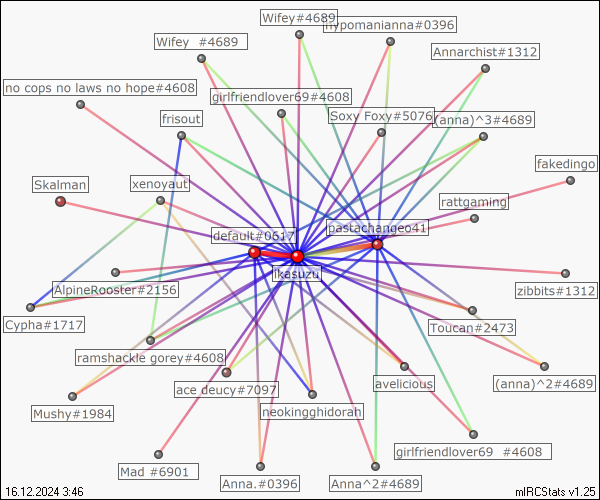 Wifey#4689
hypomanianna#0396
Wifey  #4689
Annarchist#1312
no cops no laws no hope#4608
girlfriendlover69#4608
frisout
Soxy Foxy#5076
(anna)^3#4689
fakedingo
Skalman
xenoyaut
rattgaming
default#0617
pastachangeo41
ikasuzu
AlpineRooster#2156
zibbits#1312
Cypha#1717
Toucan#2473
ramshackle gorey#4608
ace deucy#7097
avelicious
(anna)^2#4689
Mushy#1984
neokingghidorah
girlfriendlover69  #4608
Mad #6901
Anna.#0396
Anna^2#4689
16.12.2024 3:46
mIRCStats v1.25